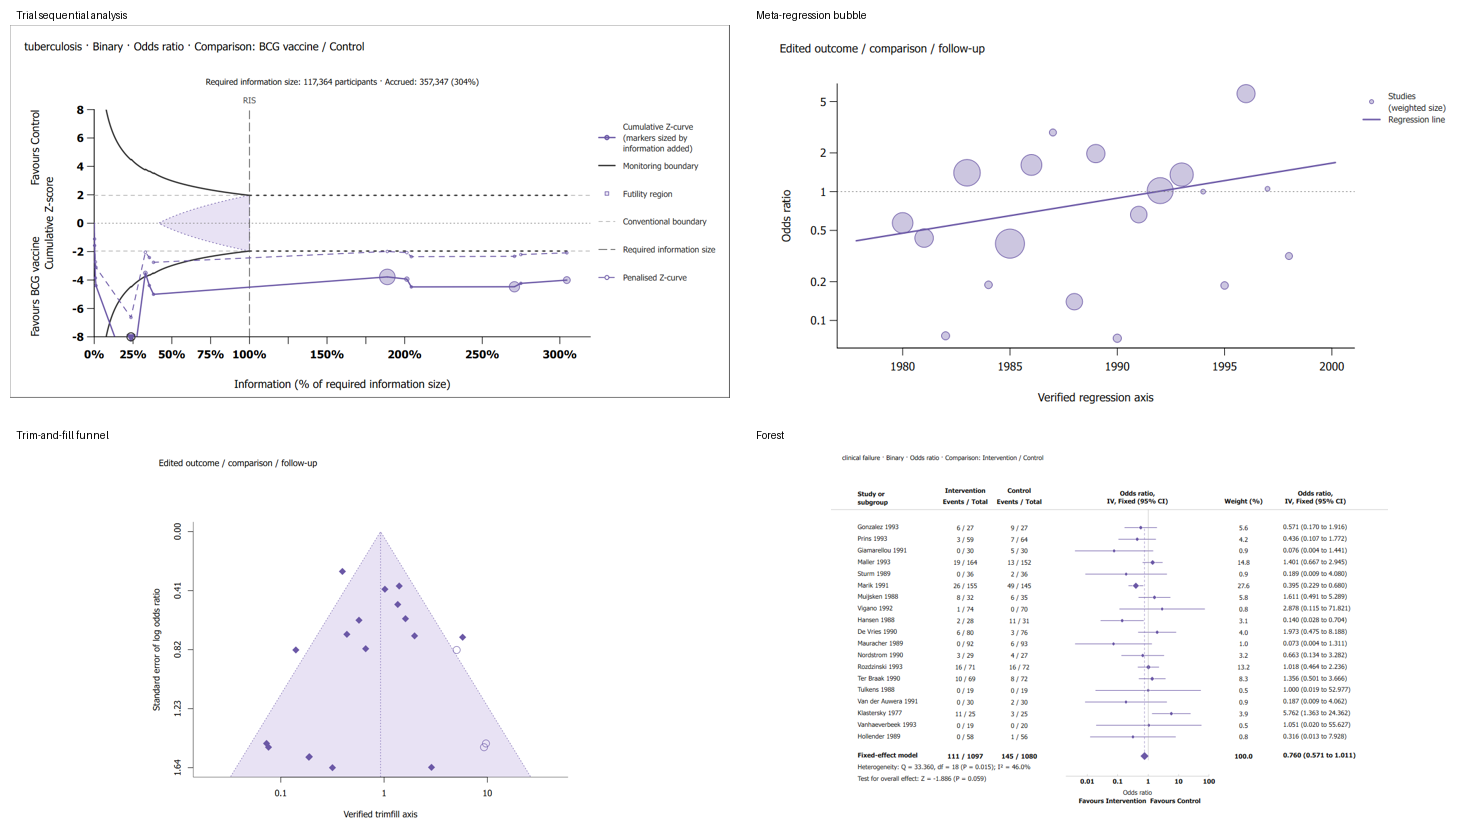 Trial sequential analysis
tuberculosis · Binary · Odds ratio · Comparison: BCG vaccine / Control
Required information size: 117,364 participants · Accrued: 357,347 (304%)
RIS
Favours Control
Favours BCG vaccine
Cumulative Z-score
8
6
4
2
0
-2
-4
-6
-8
0%
25%
50%
75%
100%
150%
200%
250%
300%
Information (% of required information size)
Cumulative Z-curve
(markers sized by
information added)
Monitoring boundary
Futility region
Conventional boundary
Required information size
Penalised Z-curve
Meta-regression bubble
Edited outcome / comparison / follow-up
Odds ratio
5
2
1
0.5
0.2
0.1
1980
1985
1990
1995
2000
Verified regression axis
Studies
(weighted size)
Regression line
Trim-and-fill funnel
Edited outcome / comparison / follow-up
Standard error of log odds ratio
0.00
0.41
0.82
1.23
1.64
0.1
1
10
Verified trimfill axis
Forest
clinical failure · Binary · Odds ratio · Comparison: Intervention / Control
Study or subgroup Intervention Events / Total Control Events / Total Odds ratio, IV, Fixed (95% CI) Weight (%) Odds ratio, IV, Fixed (95% CI)
Gonzalez 1993 6 / 27 9 / 27 5.6 0.571 (0.170 to 1.916)
Prins 1993 3 / 59 7 / 64 4.2 0.436 (0.107 to 1.772)
Giamarellou 1991 0 / 30 5 / 30 0.9 0.076 (0.004 to 1.441)
Maller 1993 19 / 164 13 / 152 14.8 1.401 (0.667 to 2.945)
Sturm 1989 0 / 36 2 / 36 0.9 0.189 (0.009 to 4.080)
Marik 1991 26 / 155 49 / 145 27.6 0.395 (0.229 to 0.680)
Muijsken 1988 8 / 32 6 / 35 5.8 1.611 (0.491 to 5.289)
Vigano 1992 1 / 74 0 / 70 0.8 2.878 (0.115 to 71.821)
Hansen 1988 2 / 28 11 / 31 3.1 0.140 (0.028 to 0.704)
De Vries 1990 6 / 80 3 / 76 4.0 1.973 (0.475 to 8.188)
Mauracher 1989 0 / 92 6 / 93 0.9 0.073 (0.004 to 1.311)
Nordstrom 1990 3 / 29 4 / 27 3.2 0.663 (0.134 to 3.282)
Rozdzinski 1993 16 / 71 16 / 72 13.2 1.018 (0.464 to 2.236)
Ter Braak 1990 10 / 69 8 / 72 8.3 1.356 (0.501 to 3.666)
Tulkens 1988 0 / 19 0 / 19 0.5 1.000 (0.019 to 52.977)
Van der Auwera 1991 0 / 30 2 / 30 0.9 0.187 (0.009 to 4.062)
Klastersky 1977 11 / 25 3 / 25 3.9 5.762 (1.363 to 24.362)
Vanhaeverbeek 1993 0 / 19 0 / 20 0.5 1.051 (0.020 to 55.627)
Hollender 1989 0 / 58 1 / 56 0.8 0.316 (0.013 to 7.928)
Fixed-effect model 111 / 1097 145 / 1080 100.0 0.760 (0.571 to 1.011)
Heterogeneity: Q = 33.360, df = 18 (P = 0.015); I² = 46.0%
Test for overall effect: Z = -1.886 (P = 0.059)
0.01 0.1 1 10 100
Odds ratio
Favours Intervention Favours Control